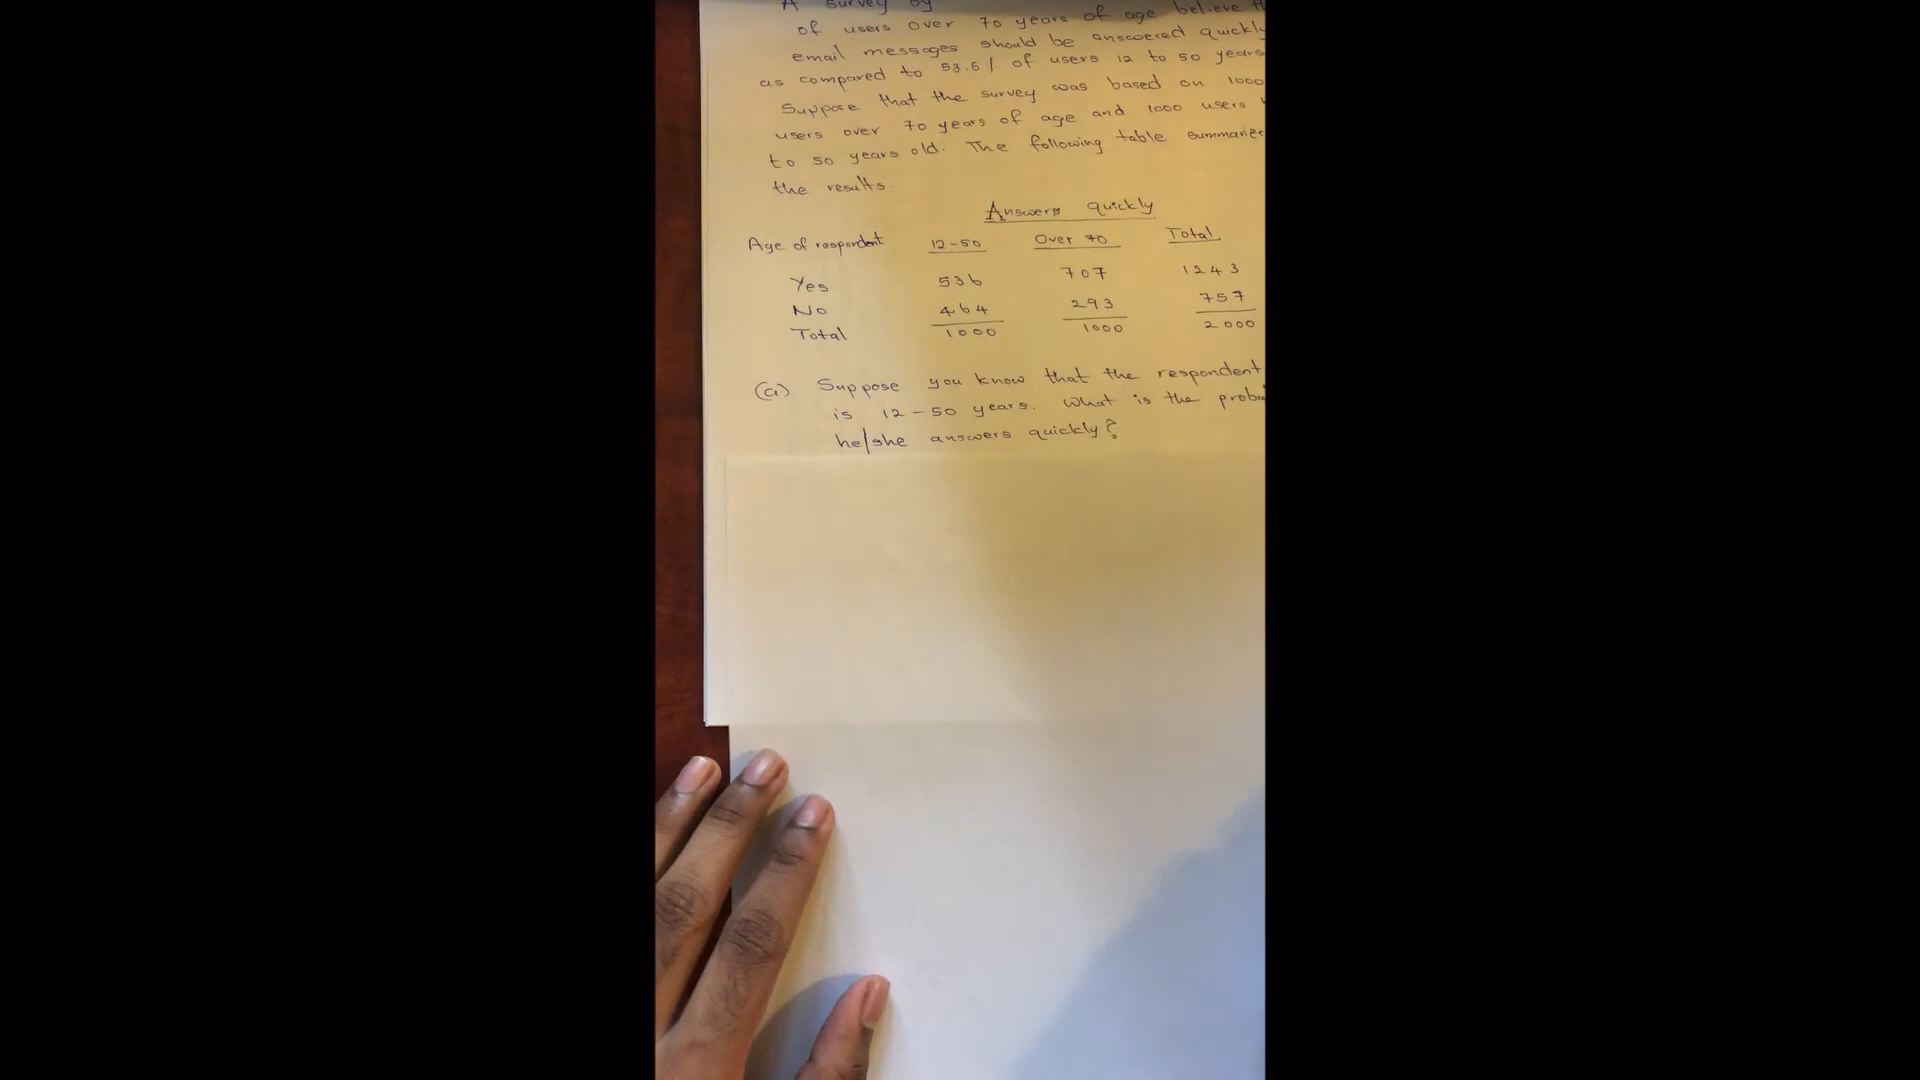 A survey by
of users over 70 years of age believe
email messages should be answered quickly
as compared to 53.6% of users 12 to 50 years
Suppose that the survey was based on 1000
users over 70 years of age and 1000 users
to 50 years old. The following table summarize
the results.
Answers quickly
Age of respondent 12-50 Over 70 Total
Yes 536 707 1243
No 464 293 757
Total 1000 1000 2000
(a) Suppose you know that the respondent
is 12-50 years. What is the proba
he/she answers quickly?